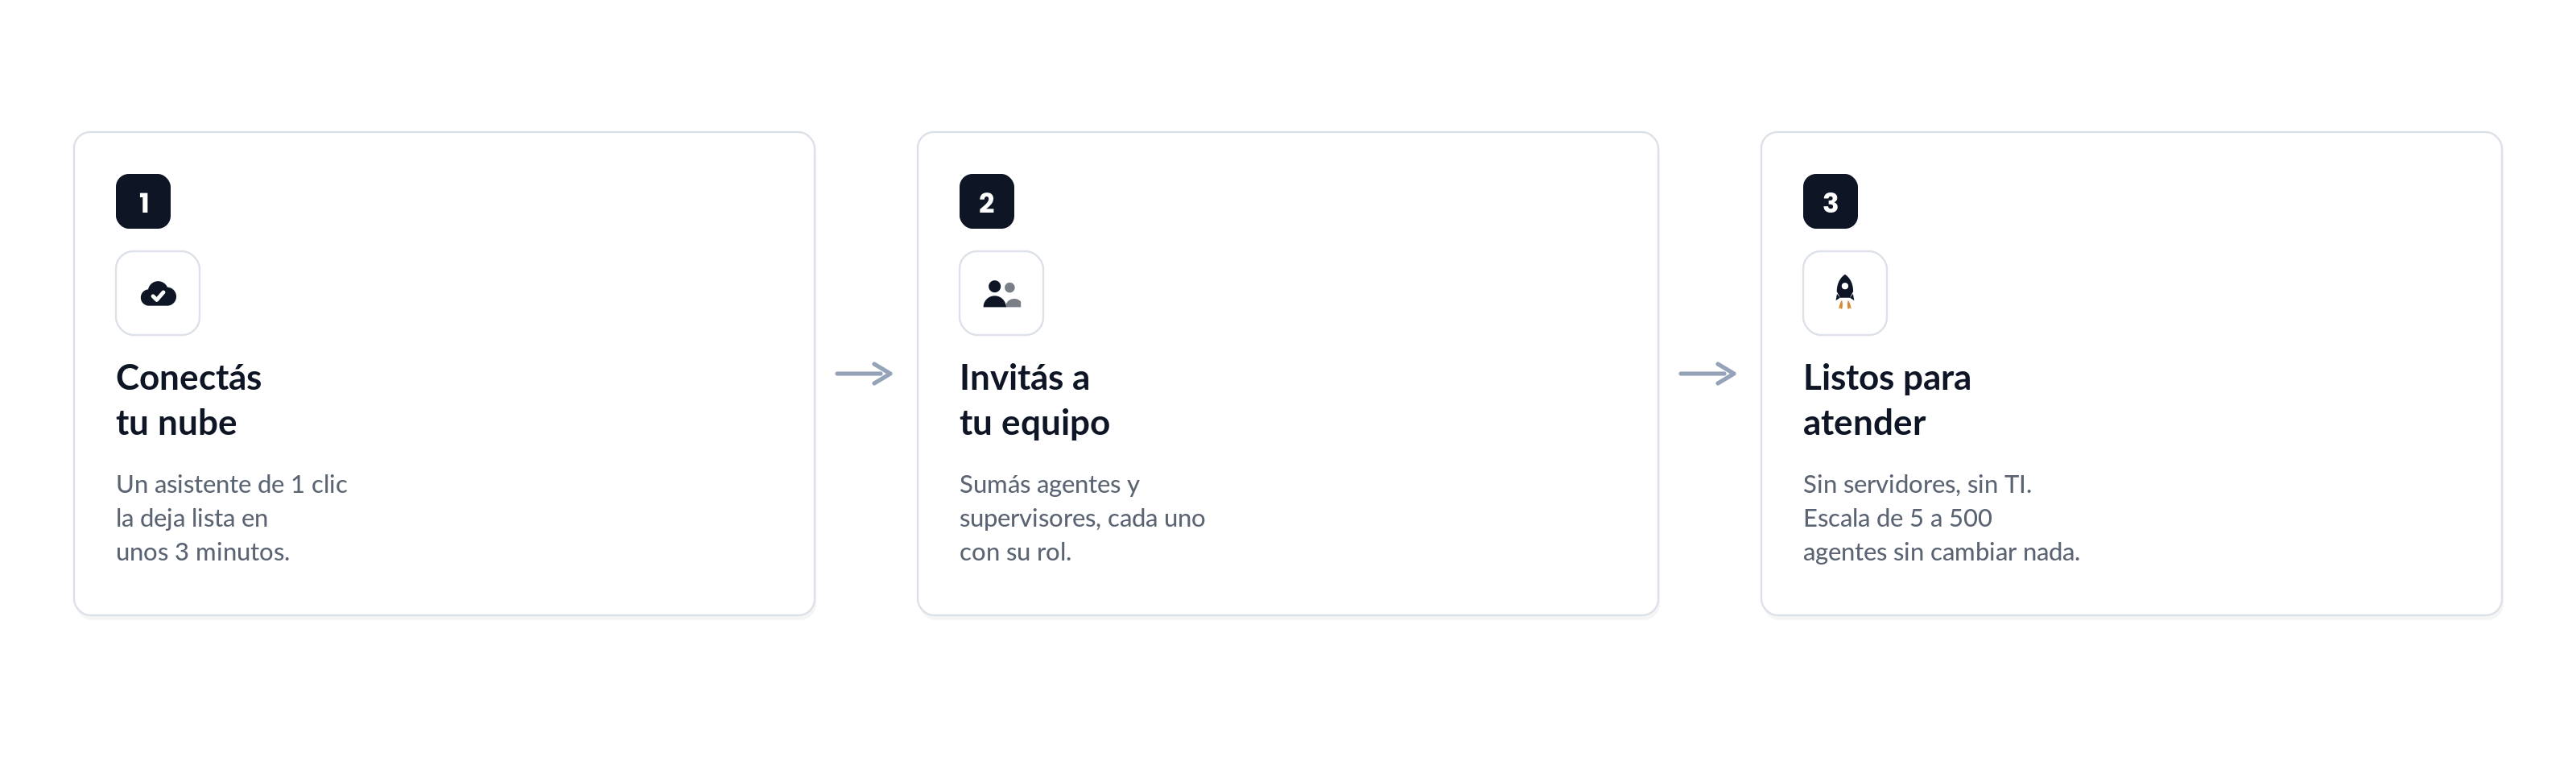 1
Conectás
tu nube
Un asistente de 1 clic
la deja lista en
unos 3 minutos.
2
Invitás a
tu equipo
Sumás agentes y
supervisores, cada uno
con su rol.
3
Listos para
atender
Sin servidores, sin TI.
Escala de 5 a 500
agentes sin cambiar nada.